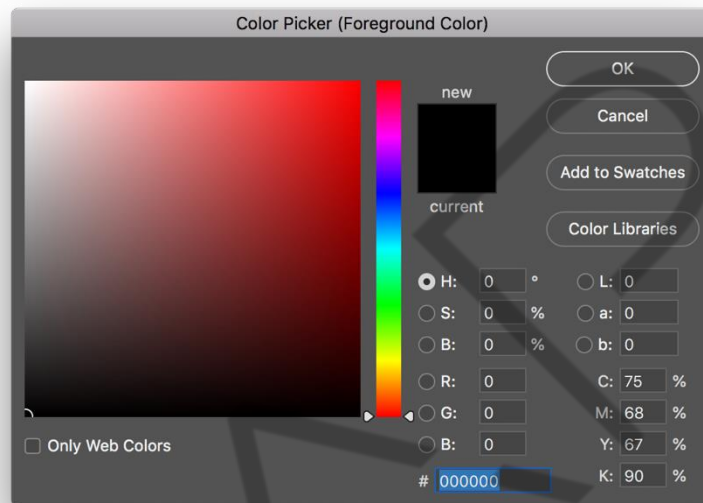 Color Picker (Foreground Color)
new
current
OK
Cancel
Add to Swatches
Color Libraries
H: 0 °
S: 0 %
B: 0 %
R: 0
G: 0
B: 0
# 000000
L: 0
a: 0
b: 0
C: 75 %
M: 68 %
Y: 67 %
K: 90 %
Only Web Colors